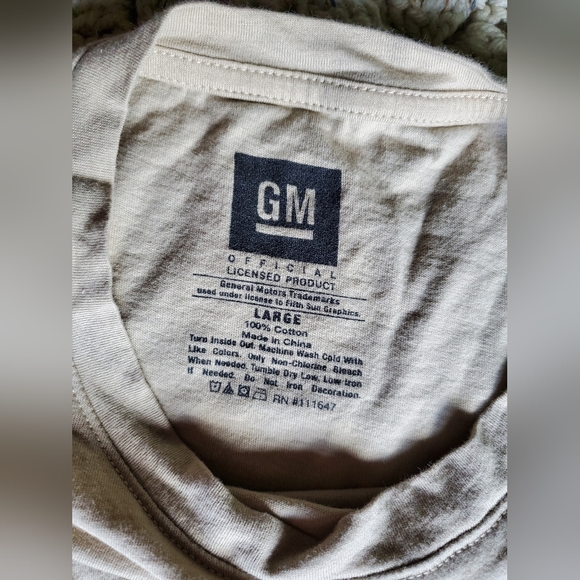 GM
OFFICIAL
LICENSED PRODUCT
General Motors Trademarks
used under license to Fifth Sun Graphics.
LARGE
100% Cotton
Made in China
Turn Inside Out. Machine Wash Cold With
Like Colors. Only Non-Chlorine Bleach
When Needed. Tumble Dry Low. Low Iron
If Needed. Do Not Iron Decoration.
RN #111647